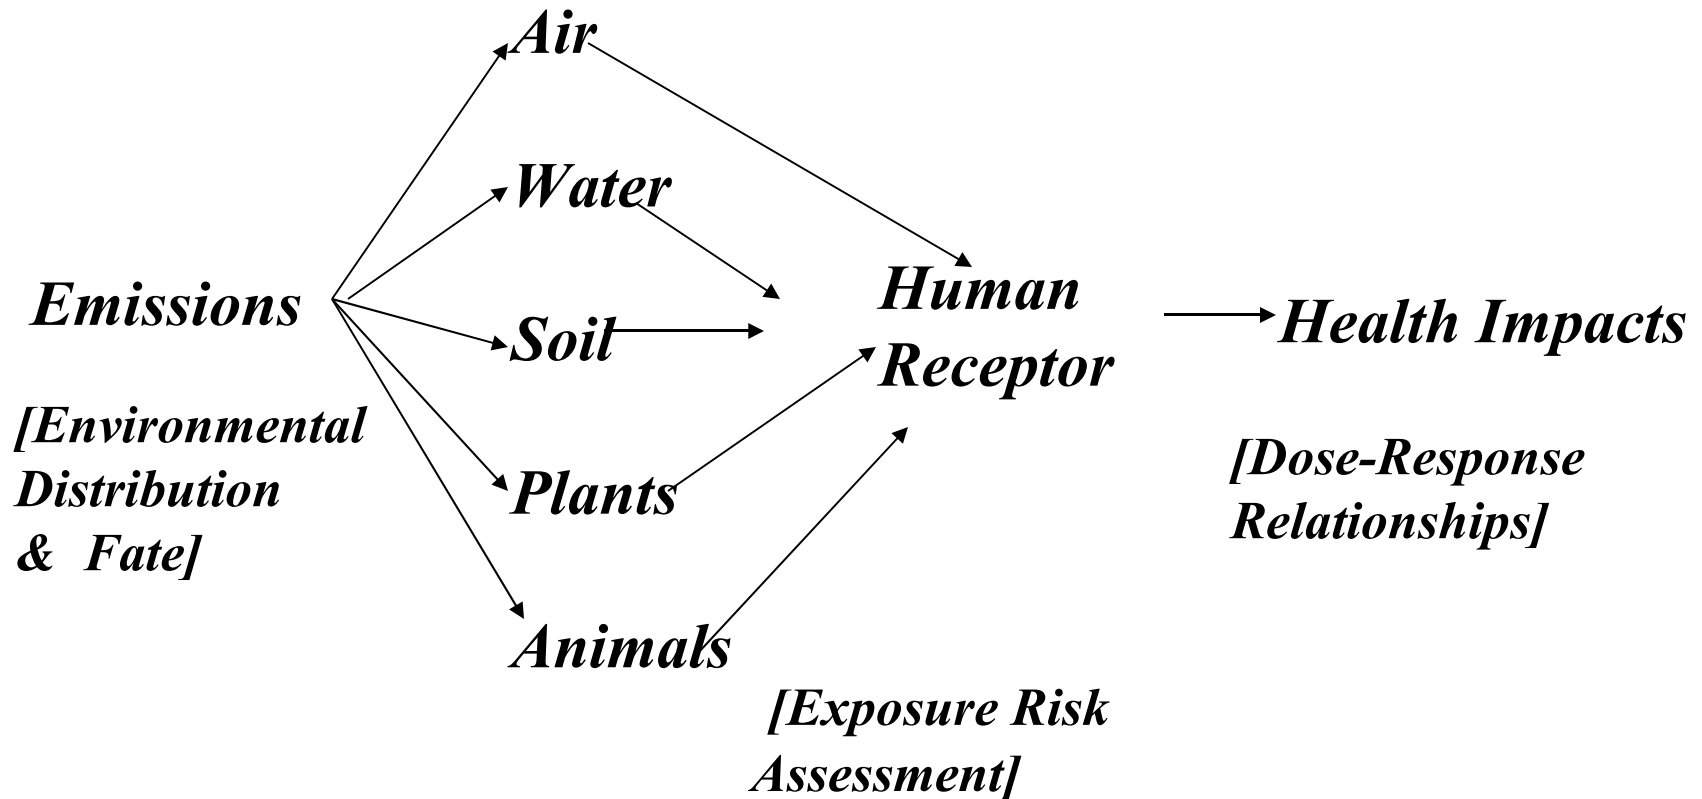 Air
Water
Emissions
Soil
Plants
Animals
Human
Receptor
Health Impacts
[Environmental
Distribution
& Fate]
[Exposure Risk
Assessment]
[Dose-Response
Relationships]